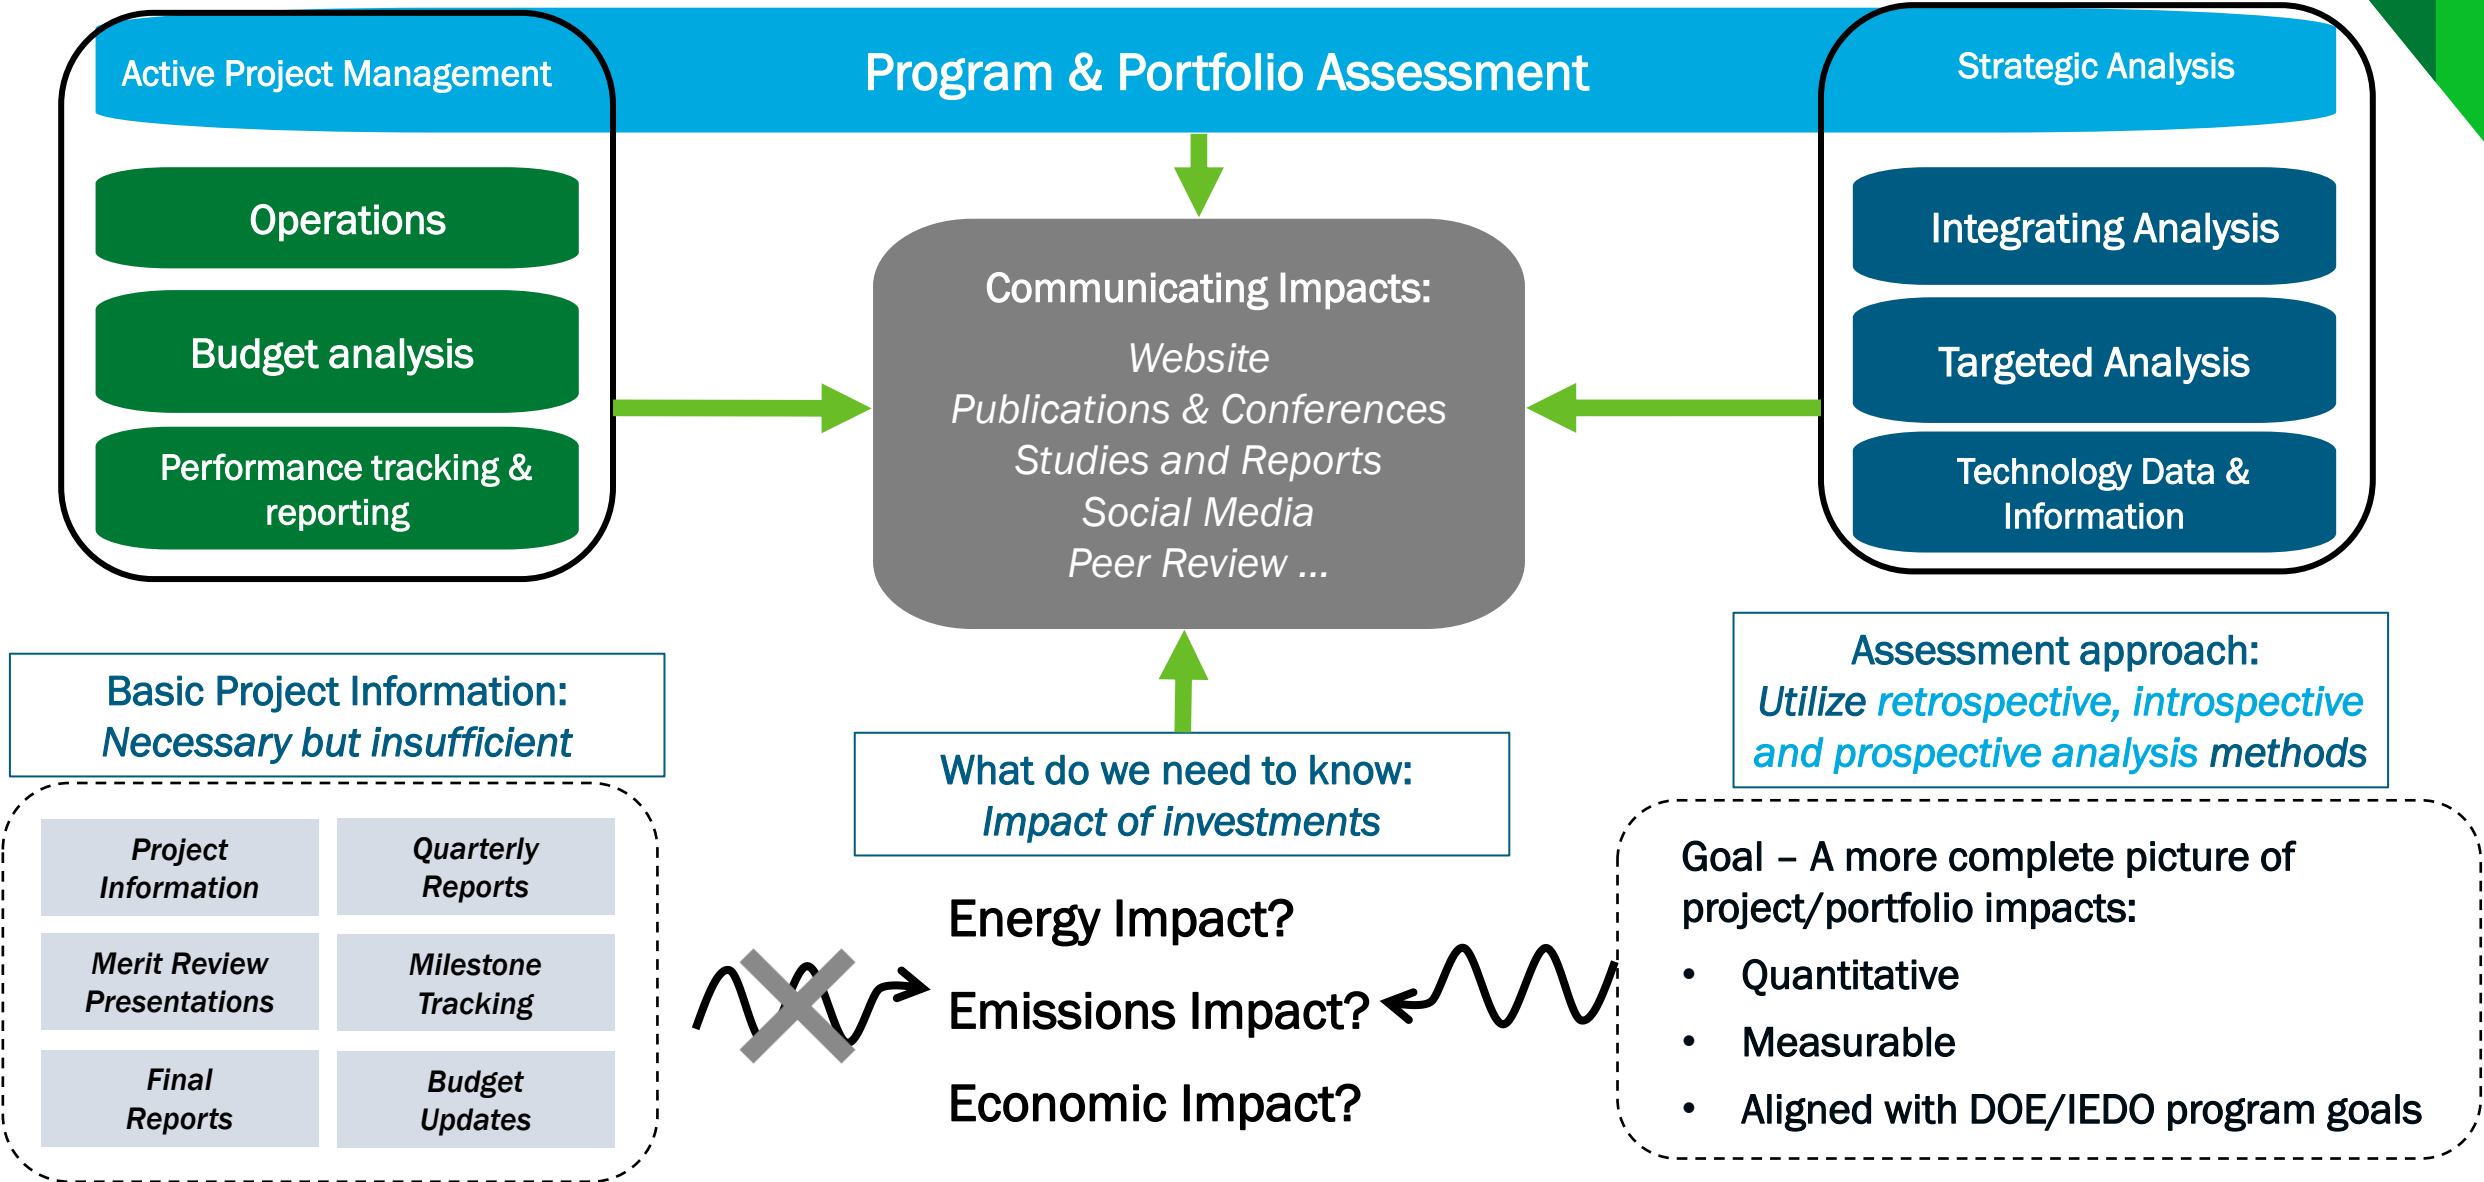 Active Project Management
Program & Portfolio Assessment
Strategic Analysis
Operations
Budget analysis
Performance tracking &
reporting
Communicating Impacts:
Website
Publications & Conferences
Studies and Reports
Social Media
Peer Review ...
Integrating Analysis
Targeted Analysis
Technology Data &
Information
Basic Project Information:
Necessary but insufficient
Project
Information
Quarterly
Reports
Merit Review
Presentations
Milestone
Tracking
Final
Reports
Budget
Updates
What do we need to know:
Impact of investments
Energy Impact?
Emissions Impact?
Economic Impact?
Assessment approach:
Utilize retrospective, introspective
and prospective analysis methods
Goal – A more complete picture of
project/portfolio impacts:
• Quantitative
• Measurable
• Aligned with DOE/IEDO program goals